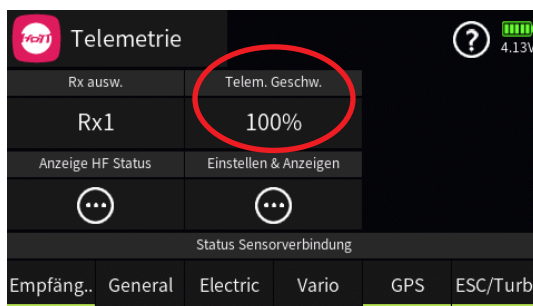 HoTT Telemetrie ?
4.13V
Rx ausw. Telem. Geschw.
Rx1 100%
Anzeige HF Status Einstellen & Anzeigen
Status Sensorverbindung
Empfäng.. General Electric Vario GPS ESC/Turb